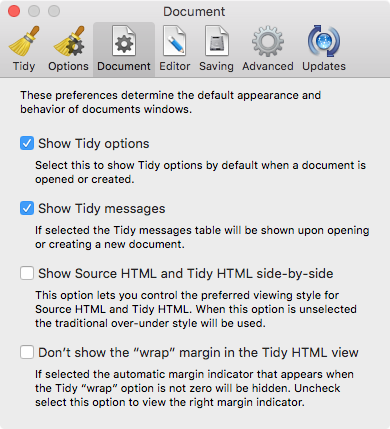 Document
Tidy Options Document Editor Saving Advanced Updates
These preferences determine the default appearance and
behavior of documents windows.
Show Tidy options
Select this to show Tidy options by default when a document is
opened or created.
Show Tidy messages
If selected the Tidy messages table will be shown upon opening
or creating a new document.
Show Source HTML and Tidy HTML side-by-side
This option lets you control the preferred viewing style for
Source HTML and Tidy HTML. When this option is unselected
the traditional over-under style will be used.
Don’t show the “wrap” margin in the Tidy HTML view
If selected the automatic margin indicator that appears when
the Tidy “wrap” option is not zero will be hidden. Uncheck
select this option to view the right margin indicator.